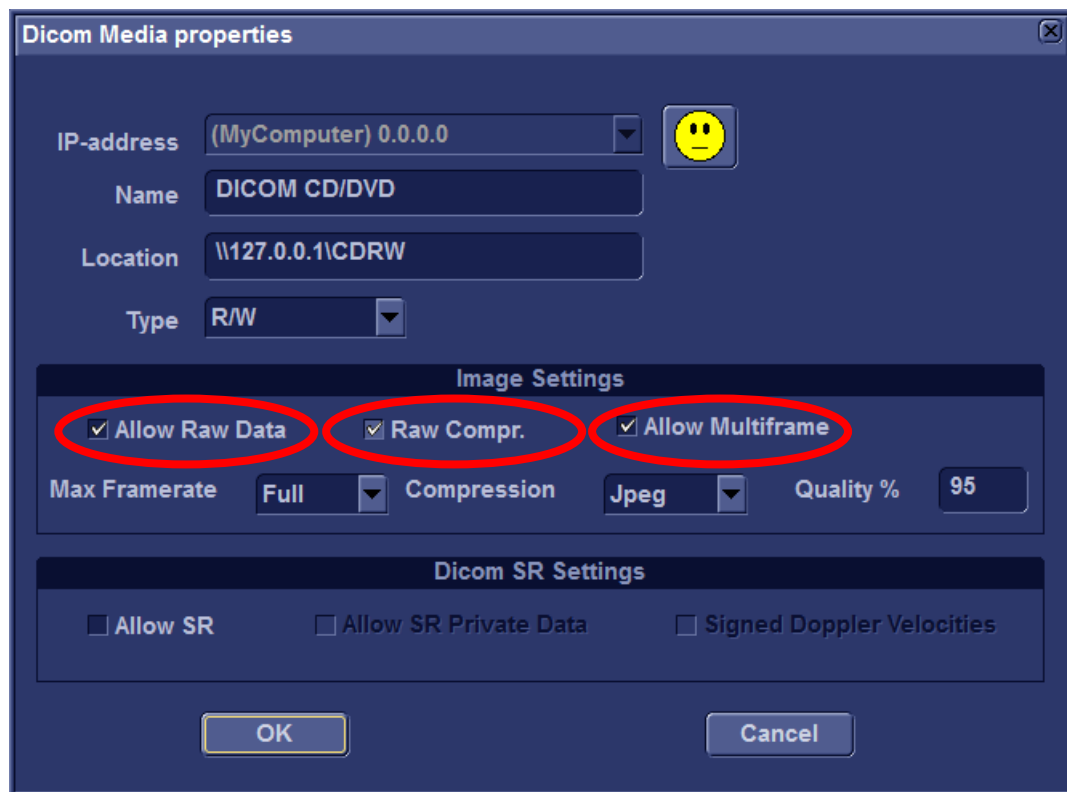 Dicom Media properties
IP-address (MyComputer) 0.0.0.0
Name DICOM CD/DVD
Location \\127.0.0.1\CDRW
Type R/W
Image Settings
Allow Raw Data Raw Compr. Allow Multiframe
Max Framerate Full Compression Jpeg Quality % 95
Dicom SR Settings
Allow SR Allow SR Private Data Signed Doppler Velocities
OK Cancel